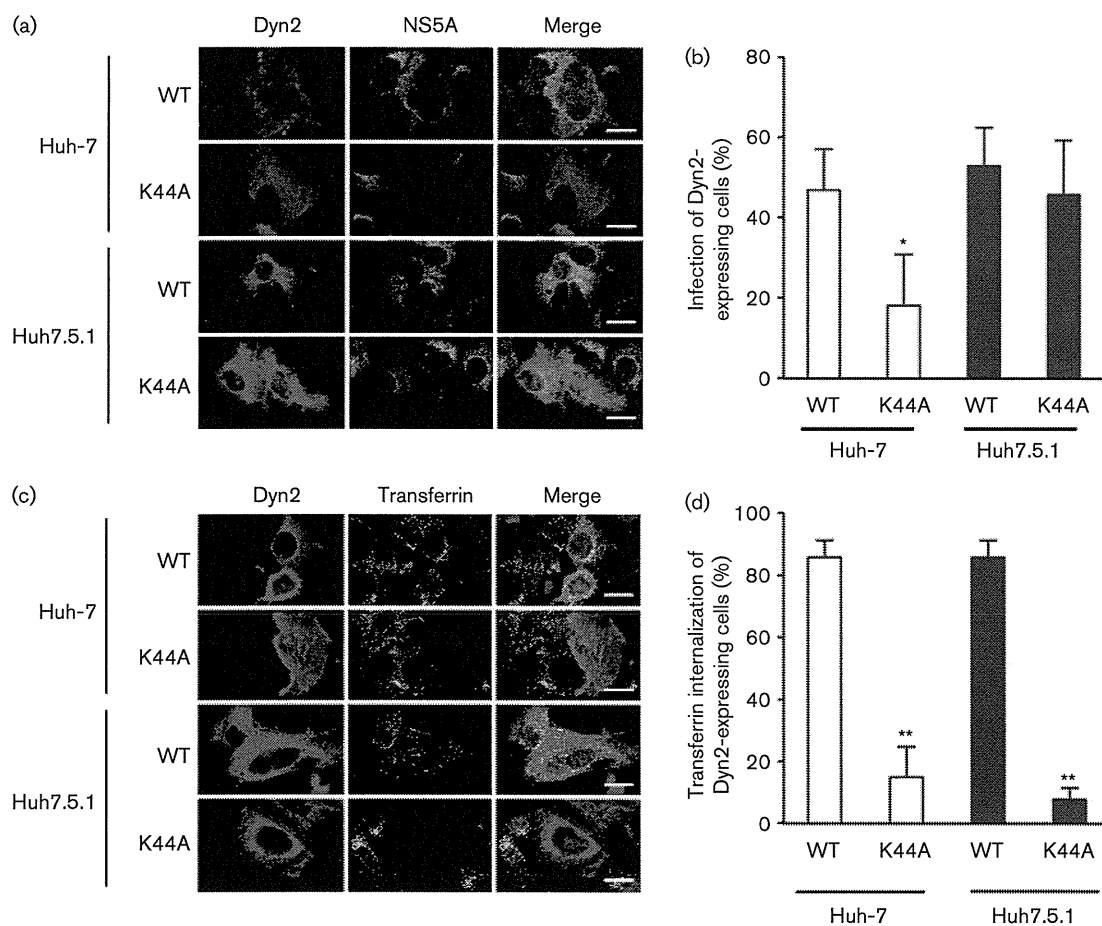 (a)
Dyn2 NS5A Merge
Huh-7
WT
K44A
Huh7.5.1
WT
K44A
(b)
Infection of Dyn2-
expressing cells (%)
80
60
40
20
0
*
WT K44A WT K44A
Huh-7 Huh7.5.1
(c)
Dyn2 Transferrin Merge
Huh-7
WT
K44A
Huh7.5.1
WT
K44A
(d)
Transferrin internalization of
Dyn2-expressing cells (%)
100
80
60
40
20
0
** **
WT K44A WT K44A
Huh-7 Huh7.5.1